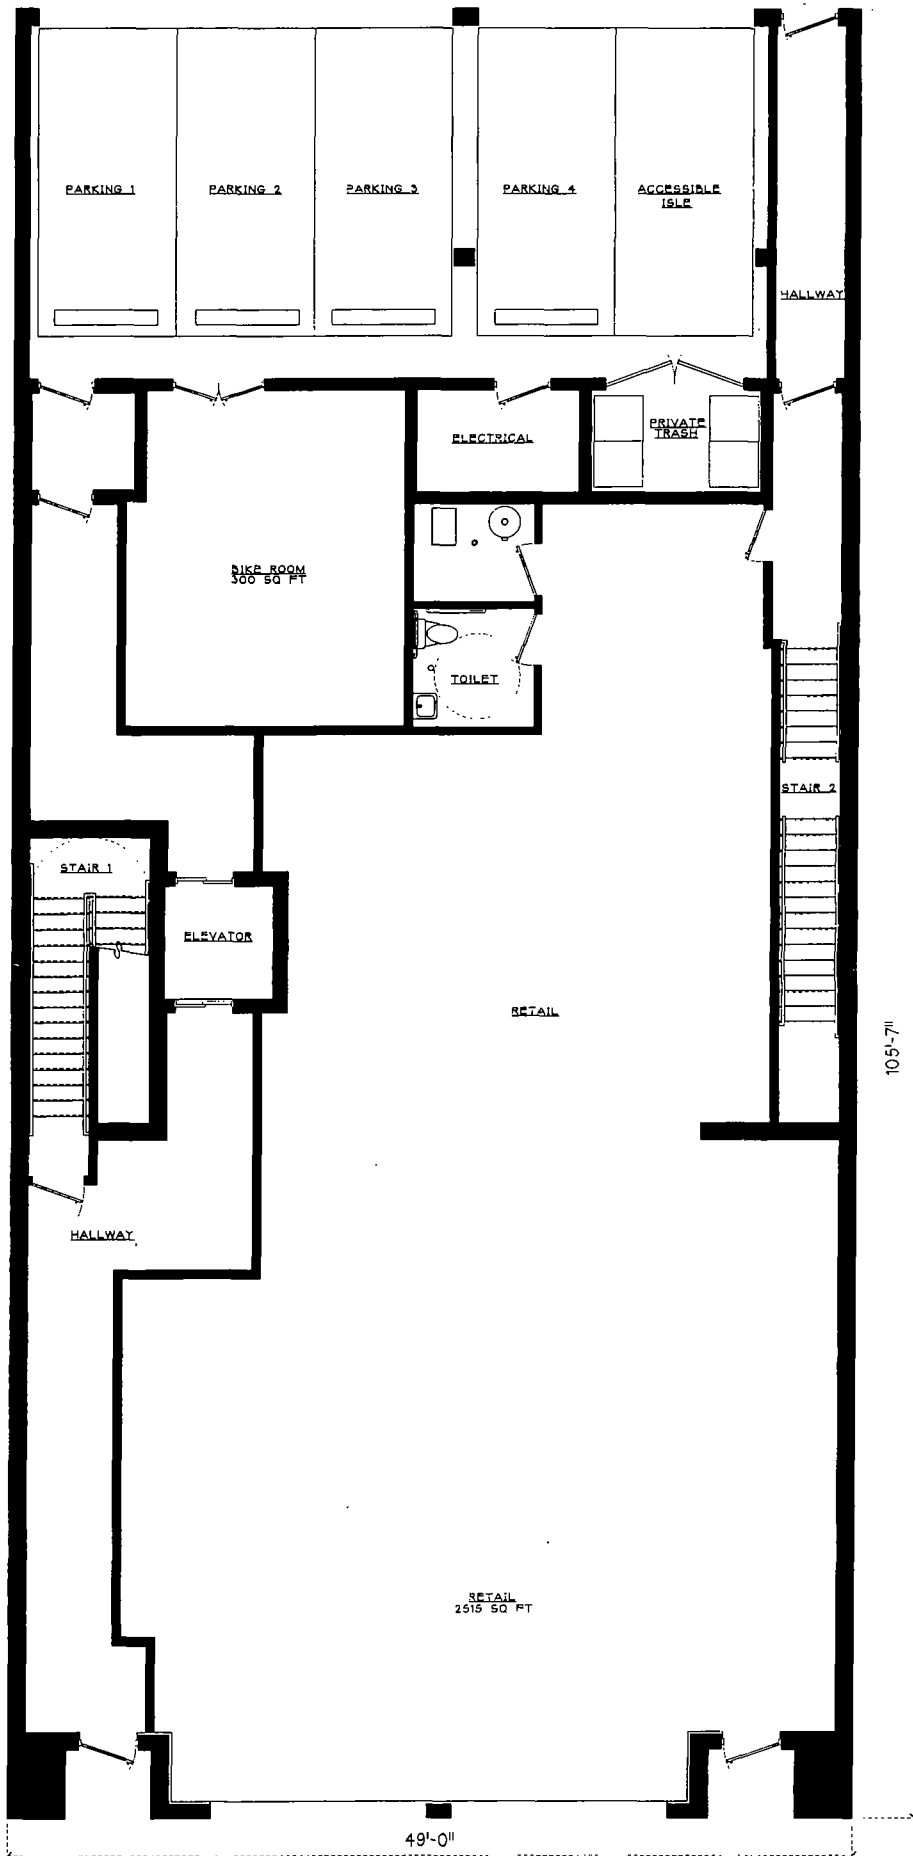 PARKING 1
PARKING 2
PARKING 3
PARKING 4
ACCESSIBLE
ISLE
HALLWAY
ELECTRICAL
PRIVATE
TRASH
BIKE ROOM
300 SQ FT
TOILET
STAIR 2
STAIR 1
ELEVATOR
RETAIL
105'-7"
HALLWAY
RETAIL
2515 SQ FT
49'-0"